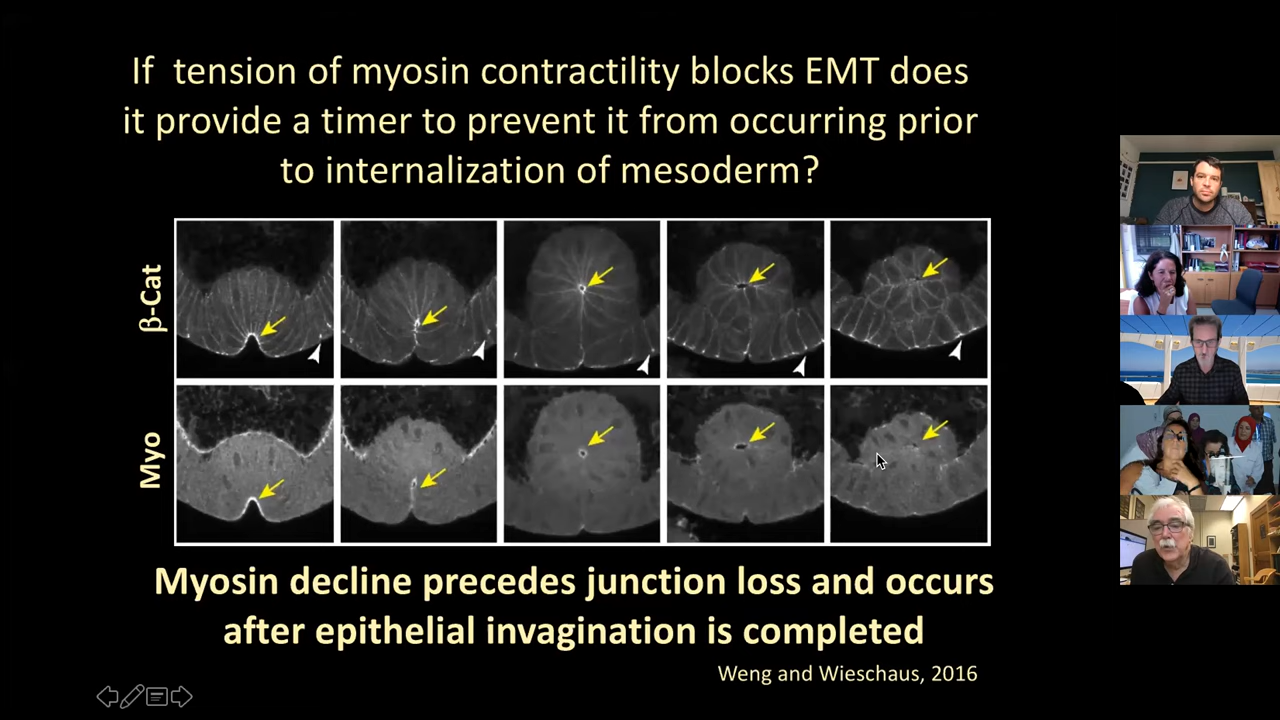 If  tension of myosin contractility blocks EMT does
it provide a timer to prevent it from occurring prior
to internalization of mesoderm?
β-Cat
Myo
Myosin decline precedes junction loss and occurs
after epithelial invagination is completed
Weng and Wieschaus, 2016